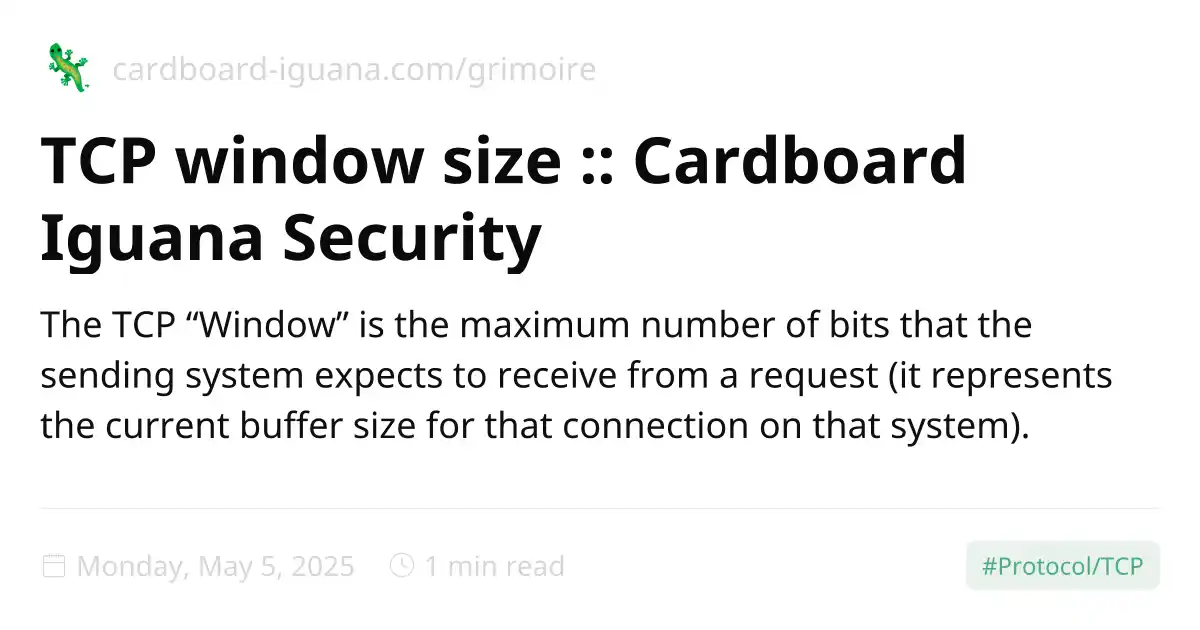 cardboard-iguana.com/grimoire
TCP window size :: Cardboard
Iguana Security
The TCP “Window” is the maximum number of bits that the
sending system expects to receive from a request (it represents
the current buffer size for that connection on that system).
Monday, May 5, 2025 1 min read #Protocol/TCP